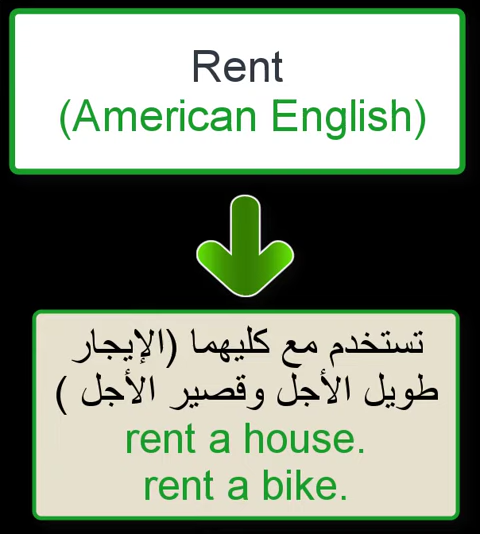 Rent
(American English)
تستخدم مع كليهما (الإيجار
طويل الأجل وقصير الأجل )
rent a house.
rent a bike.